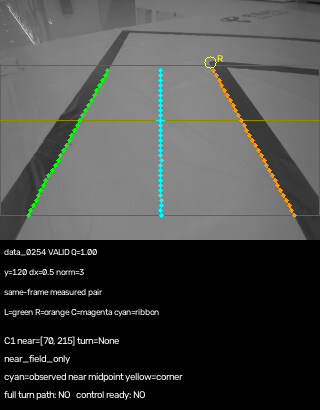 R
data_0254 VALID Q=1.00
y=120 dx=0.5 norm=3
same-frame measured pair
L=green R=orange C=magenta cyan=ribbon
C1 near=[70, 215] turn=None
near_field_only
cyan=observed near midpoint yellow=corner
full turn path: NO control ready: NO